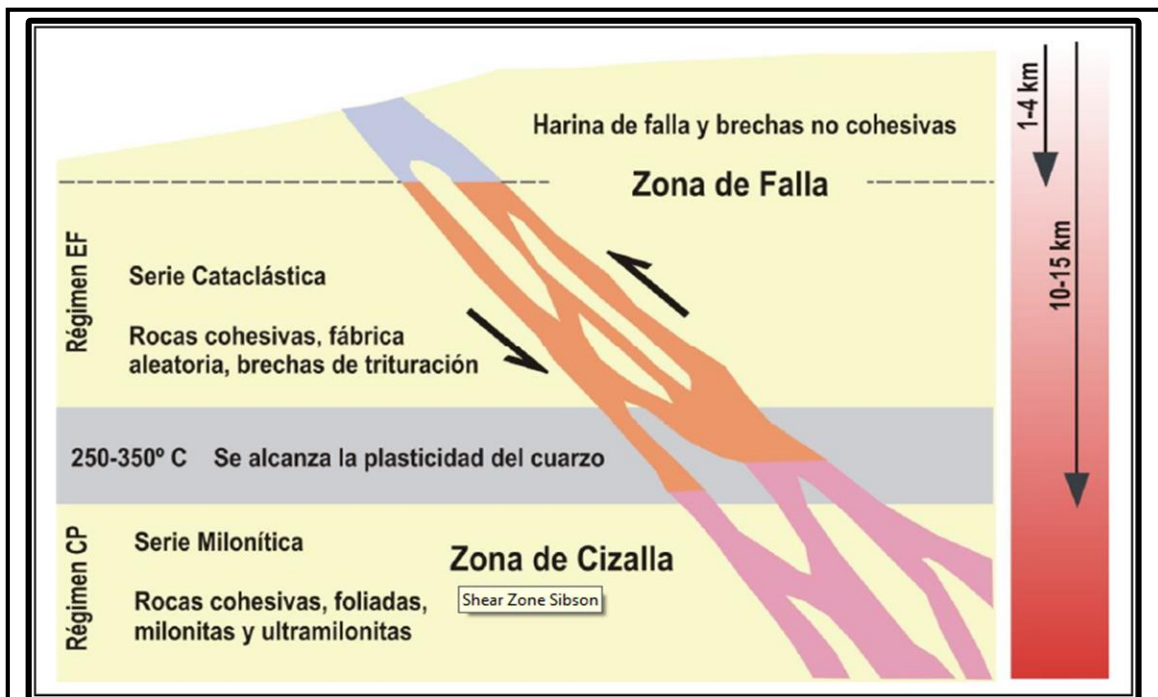 Harina de falla y brechas no cohesivas
Zona de Falla
1-4 km
10-15 km
Régimen EF
Serie Cataclástica
Rocas cohesivas, fábrica
aleatoria, brechas de trituración
250-350º C Se alcanza la plasticidad del cuarzo
Régimen CP
Serie Milonítica
Zona de Cizalla
Shear Zone Sibson
Rocas cohesivas, foliadas,
milonitas y ultramilonitas